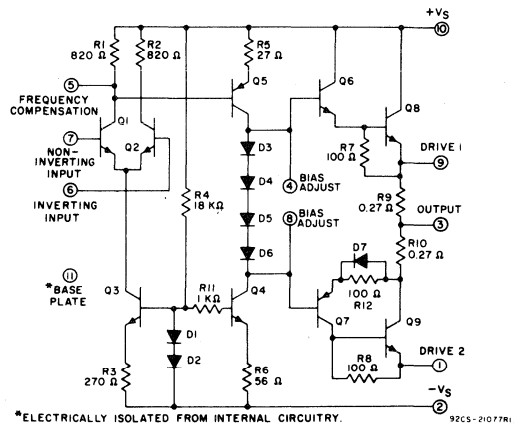 +VS
10
R1
820 Ω
R2
820 Ω
R5
27 Ω
Q5
Q6
Q8
5
FREQUENCY
COMPENSATION
Q1
Q2
7
NON-
INVERTING
INPUT
6
INVERTING
INPUT
R7
100 Ω
DRIVE 1
9
D3
D4
D5
D6
4
BIAS
ADJUST
8
BIAS
ADJUST
R4
18 KΩ
R9
0.27 Ω
OUTPUT
3
R10
0.27 Ω
D7
100 Ω
R12
11
*BASE
PLATE
Q3
R11
1 KΩ
Q4
Q7
Q9
D1
D2
R3
270 Ω
R6
56 Ω
R8
100 Ω
DRIVE 2
1
-VS
2
*ELECTRICALLY ISOLATED FROM INTERNAL CIRCUITRY.
92CS-21077R1